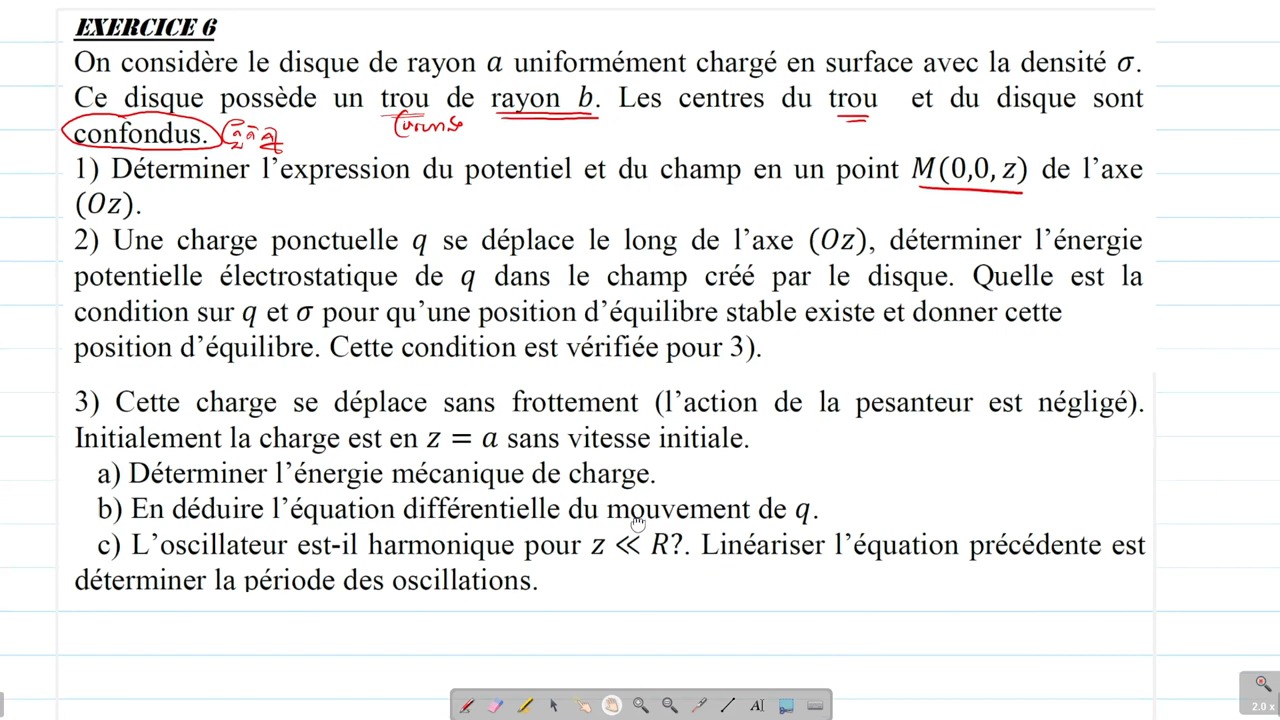 EXERCICE 6
On considère le disque de rayon a uniformément chargé en surface avec la densité σ.
Ce disque possède un trou de rayon b. Les centres du trou et du disque sont
confondus.
1) Déterminer l'expression du potentiel et du champ en un point M(0,0, z) de l'axe
(Oz).
2) Une charge ponctuelle q se déplace le long de l'axe (Oz), déterminer l'énergie
potentielle électrostatique de q dans le champ créé par le disque. Quelle est la
condition sur q et σ pour qu'une position d'équilibre stable existe et donner cette
position d'équilibre. Cette condition est vérifiée pour 3).
3) Cette charge se déplace sans frottement (l'action de la pesanteur est négligé).
Initialement la charge est en z = a sans vitesse initiale.
a) Déterminer l'énergie mécanique de charge.
b) En déduire l'équation différentielle du mouvement de q.
c) L'oscillateur est-il harmonique pour z ≪ R?. Linéariser l'équation précédente est
déterminer la période des oscillations.
AI
2.0 x